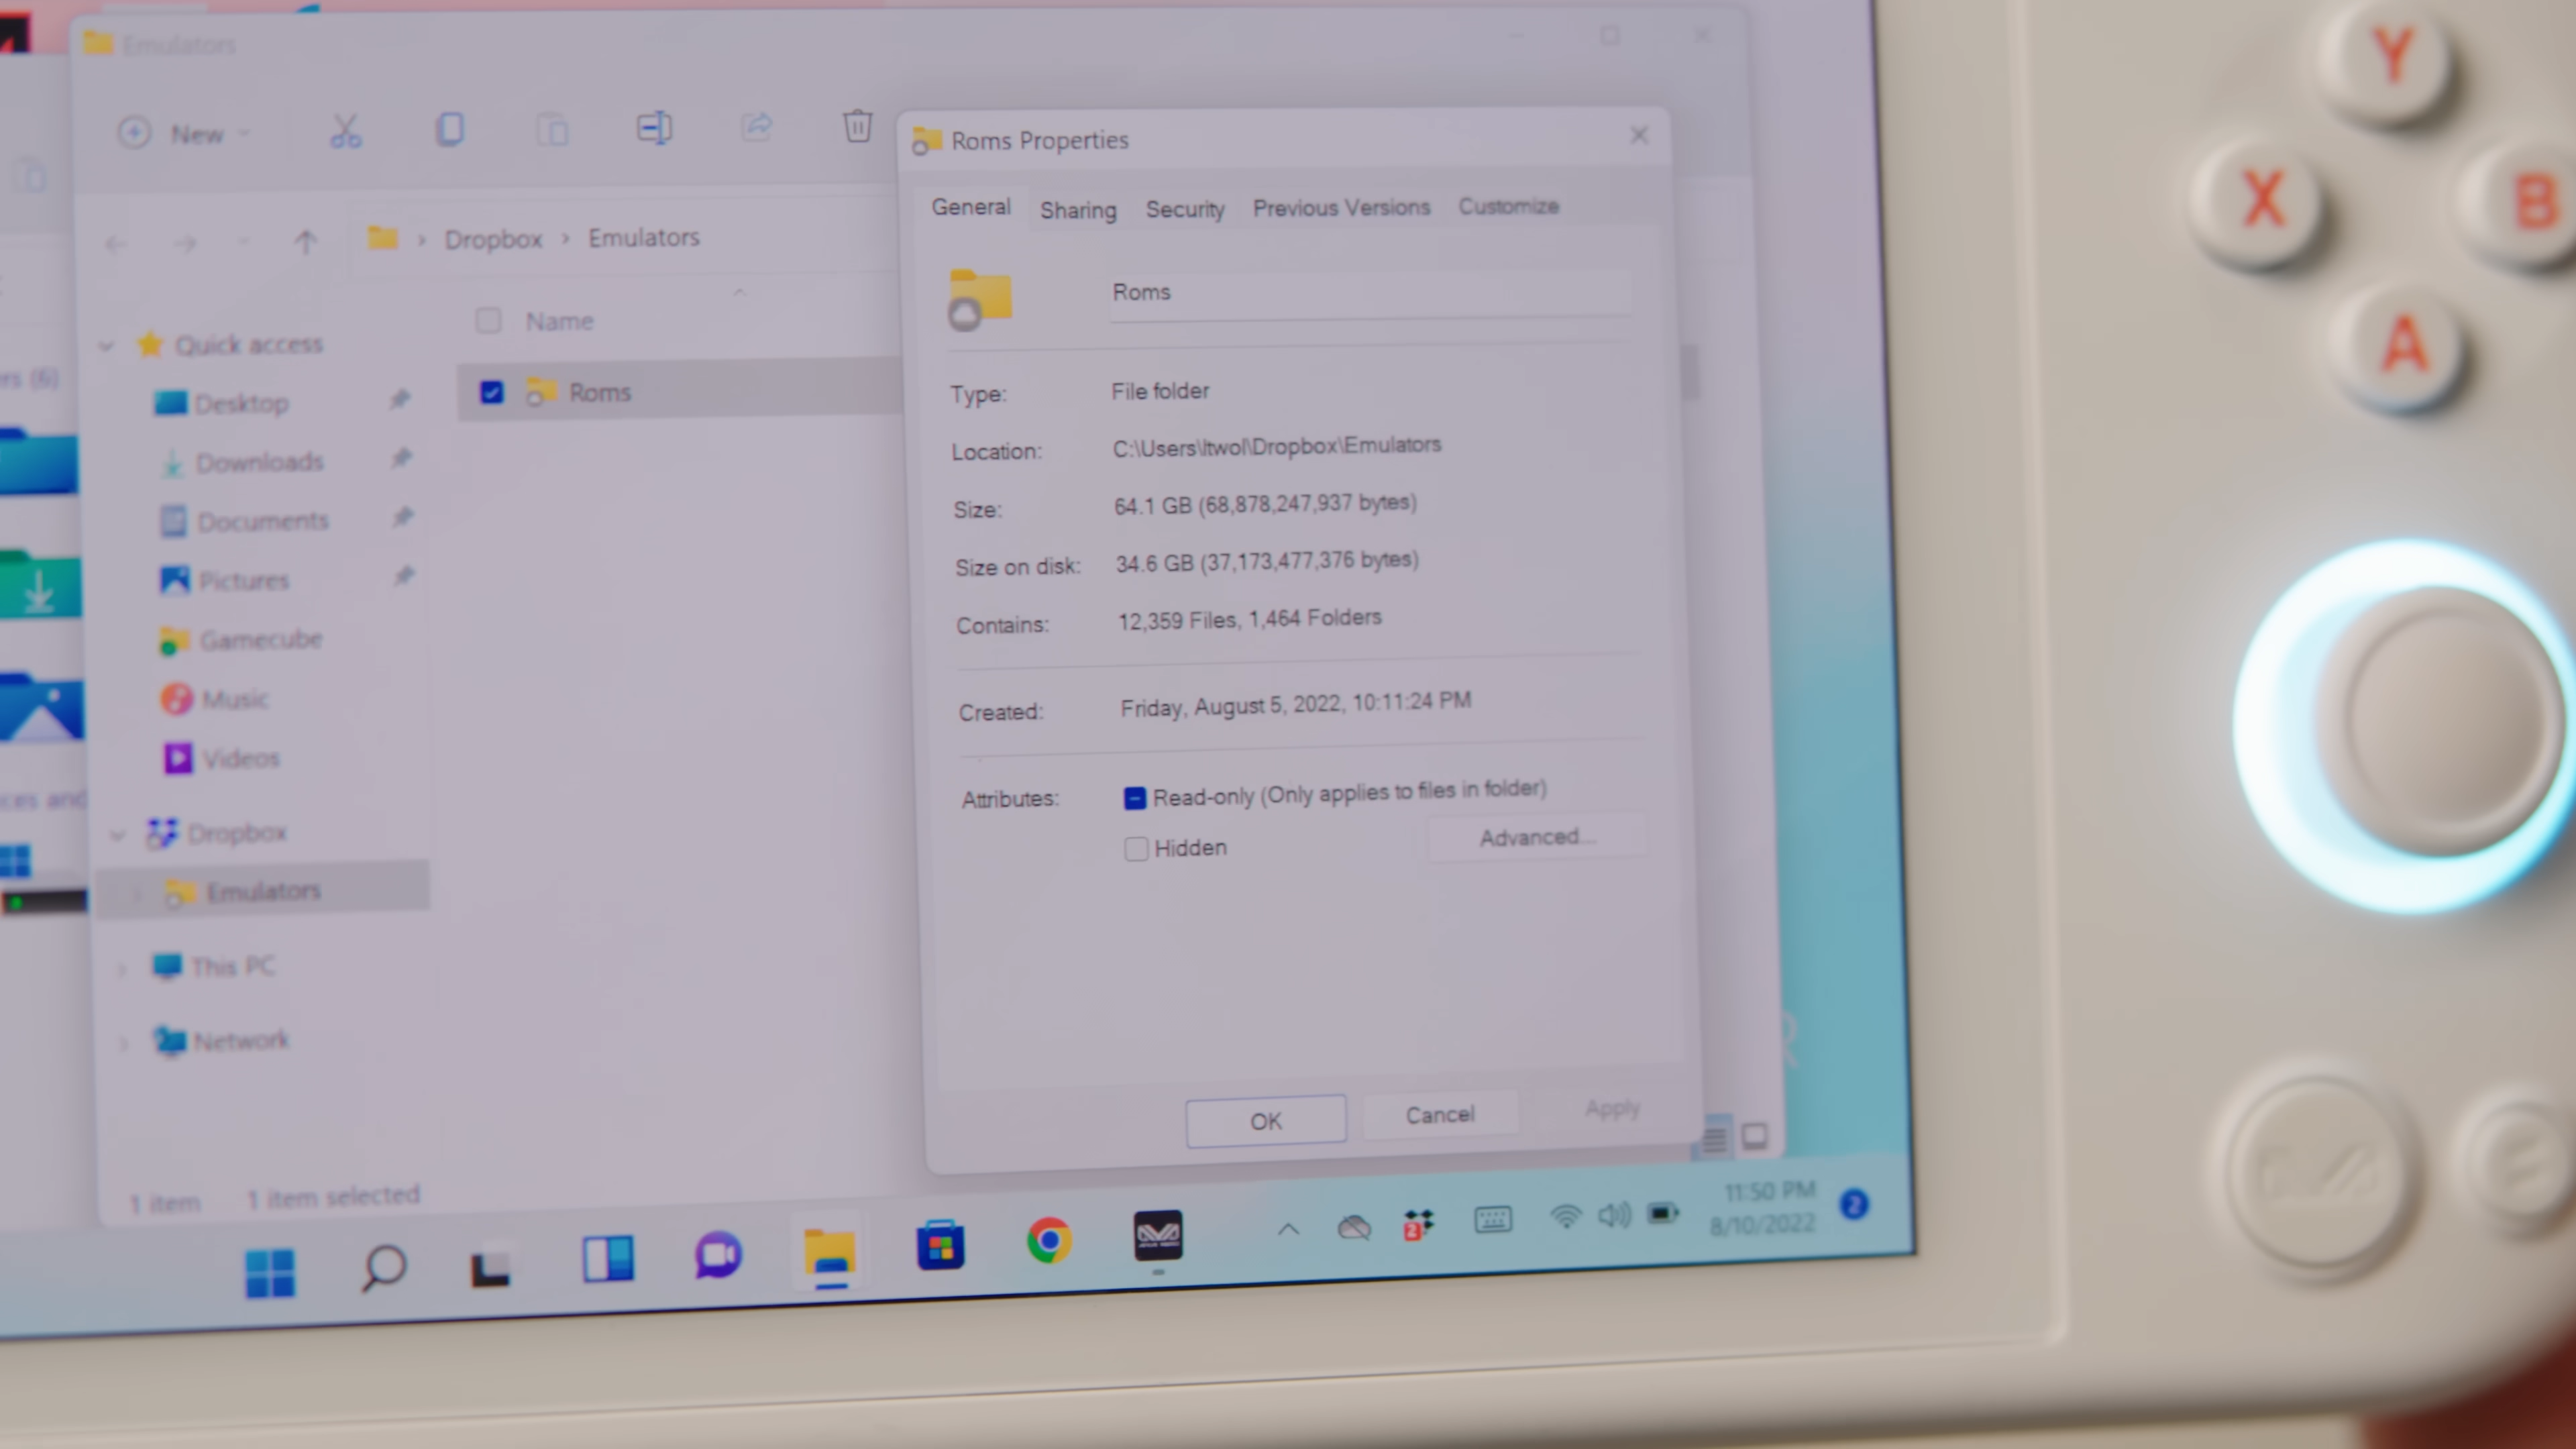 Emulators
New
Dropbox > Emulators
Name
Quick access
Roms
Desktop
Downloads
Documents
Pictures
Gamecube
Music
Videos
Dropbox
Emulators
This PC
Network
1 item 1 item selected
Roms Properties
General Sharing Security Previous Versions Customize
Roms
Type: File folder
Location: C:\Users\ltwol\Dropbox\Emulators
Size: 64.1 GB (68,878,247,937 bytes)
Size on disk: 34.6 GB (37,173,477,376 bytes)
Contains: 12,359 Files, 1,464 Folders
Created: Friday, August 5, 2022, 10:11:24 PM
Attributes: Read-only (Only applies to files in folder)
Hidden Advanced...
OK Cancel Apply
2
11:50 PM
8/10/2022
2
Y
X
B
A